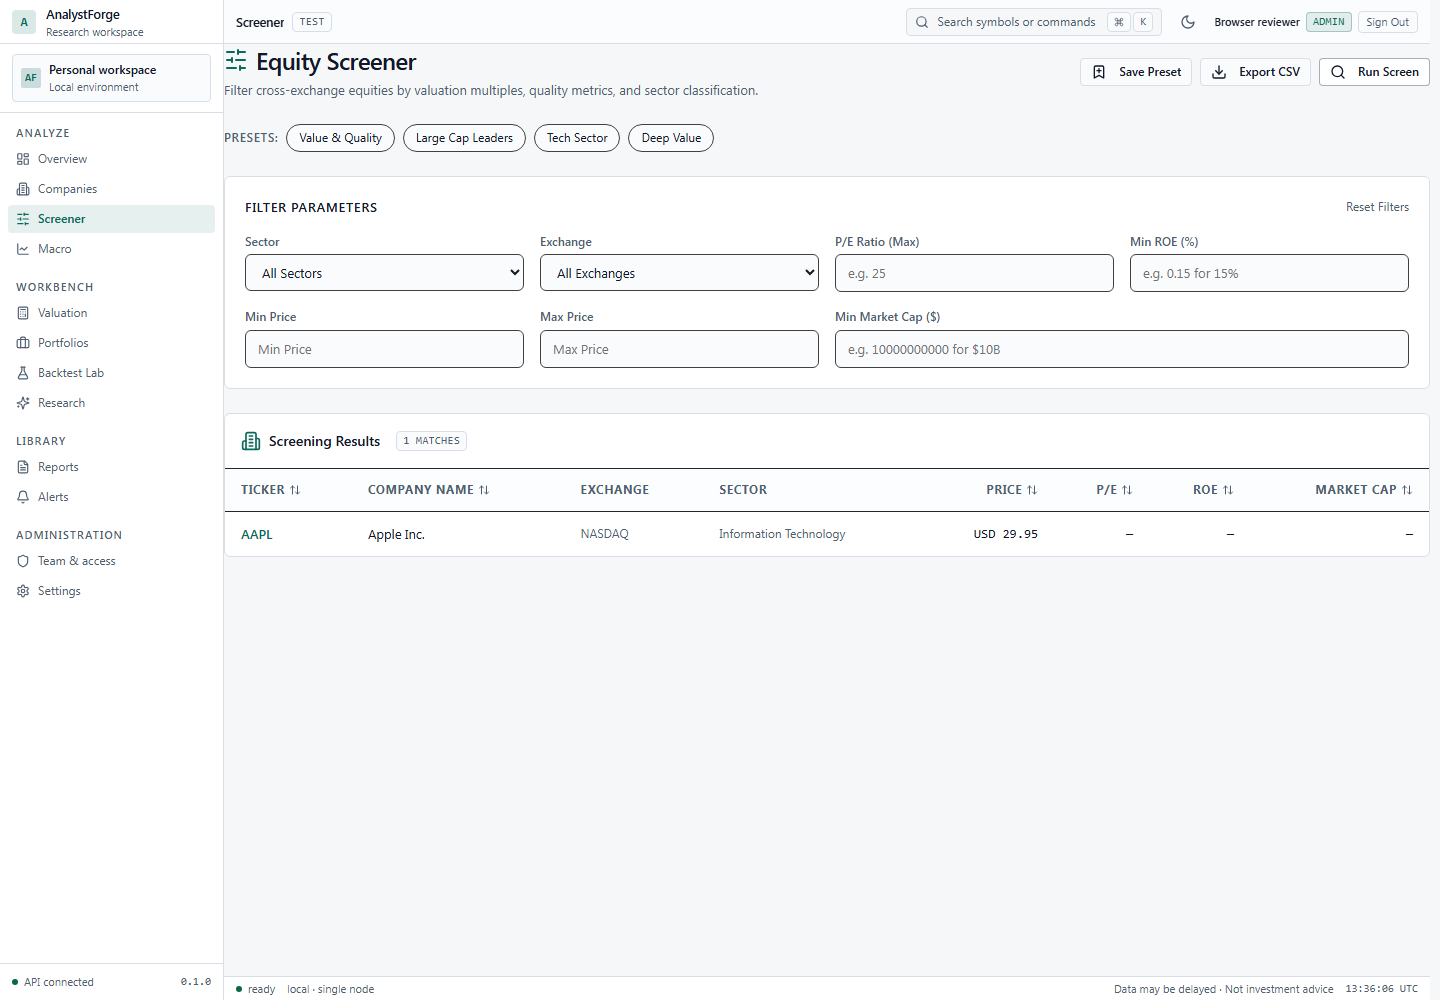 A
AnalystForge
Research workspace
AF
Personal workspace
Local environment
ANALYZE
Overview
Companies
Screener
Macro
WORKBENCH
Valuation
Portfolios
Backtest Lab
Research
LIBRARY
Reports
Alerts
ADMINISTRATION
Team & access
Settings
API connected 0.1.0
Screener TEST
Search symbols or commands ⌘ K
Browser reviewer ADMIN Sign Out
Equity Screener
Filter cross-exchange equities by valuation multiples, quality metrics, and sector classification.
Save Preset Export CSV Run Screen
PRESETS: Value & Quality Large Cap Leaders Tech Sector Deep Value
FILTER PARAMETERS Reset Filters
Sector Exchange P/E Ratio (Max) Min ROE (%)
All Sectors All Exchanges e.g. 25 e.g. 0.15 for 15%
Min Price Max Price Min Market Cap ($)
Min Price Max Price e.g. 10000000000 for $10B
Screening Results 1 MATCHES
TICKER ↑↓ COMPANY NAME ↑↓ EXCHANGE SECTOR PRICE ↑↓ P/E ↑↓ ROE ↑↓ MARKET CAP ↑↓
AAPL Apple Inc. NASDAQ Information Technology USD 29.95 — — —
ready local · single node
Data may be delayed · Not investment advice 13:36:06 UTC